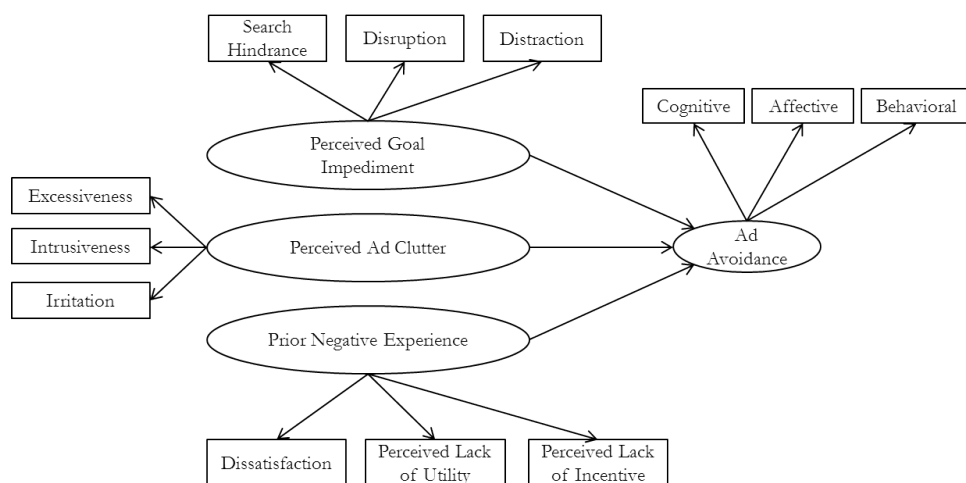 Search
Hindrance
Disruption
Distraction
Cognitive
Affective
Behavioral
Perceived Goal
Impediment
Excessiveness
Intrusiveness
Irritation
Perceived Ad Clutter
Ad
Avoidance
Prior Negative Experience
Dissatisfaction
Perceived Lack
of Utility
Perceived Lack
of Incentive